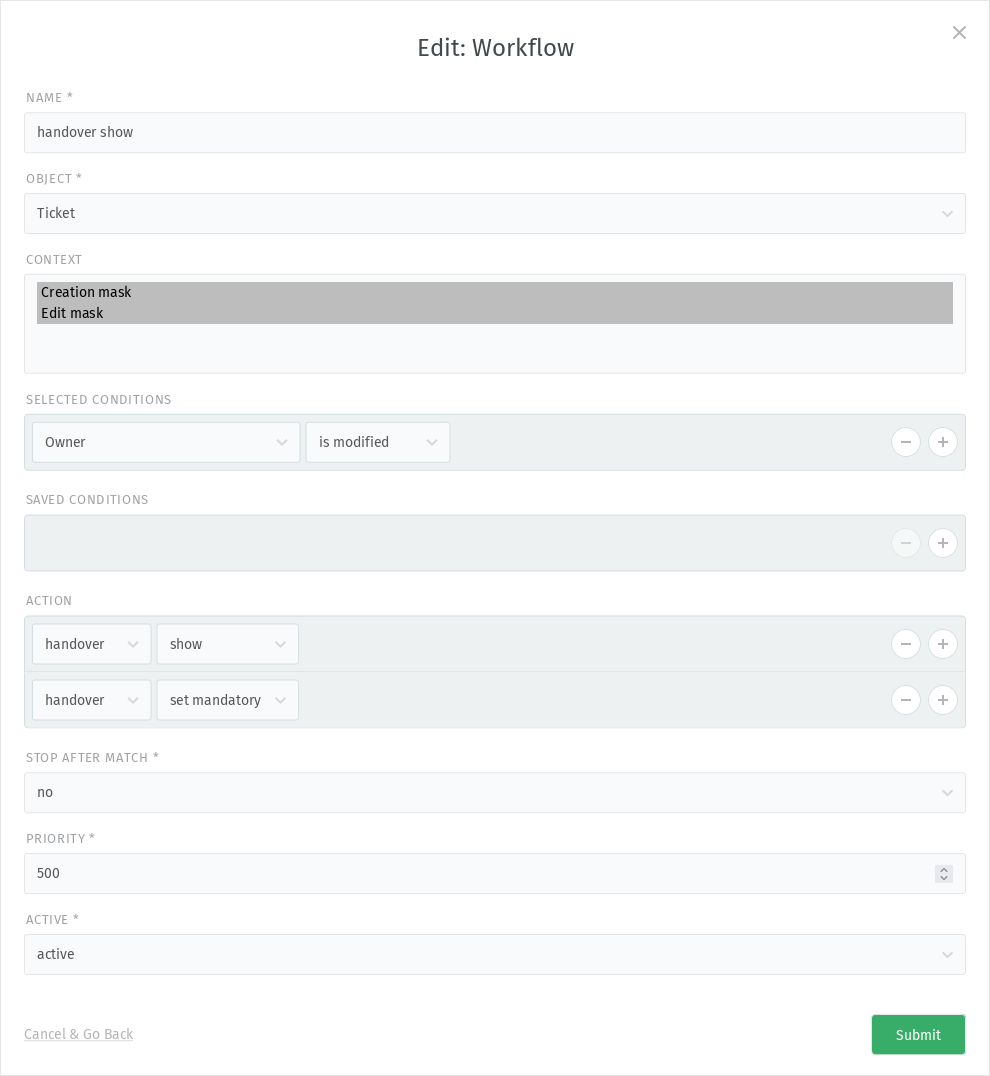 Edit: Workflow
NAME *
handover show
OBJECT *
Ticket
CONTEXT
Creation mask
Edit mask
SELECTED CONDITIONS
Owner is modified
SAVED CONDITIONS
ACTION
handover show
handover set mandatory
STOP AFTER MATCH *
no
PRIORITY *
500
ACTIVE *
active
Cancel & Go Back Submit